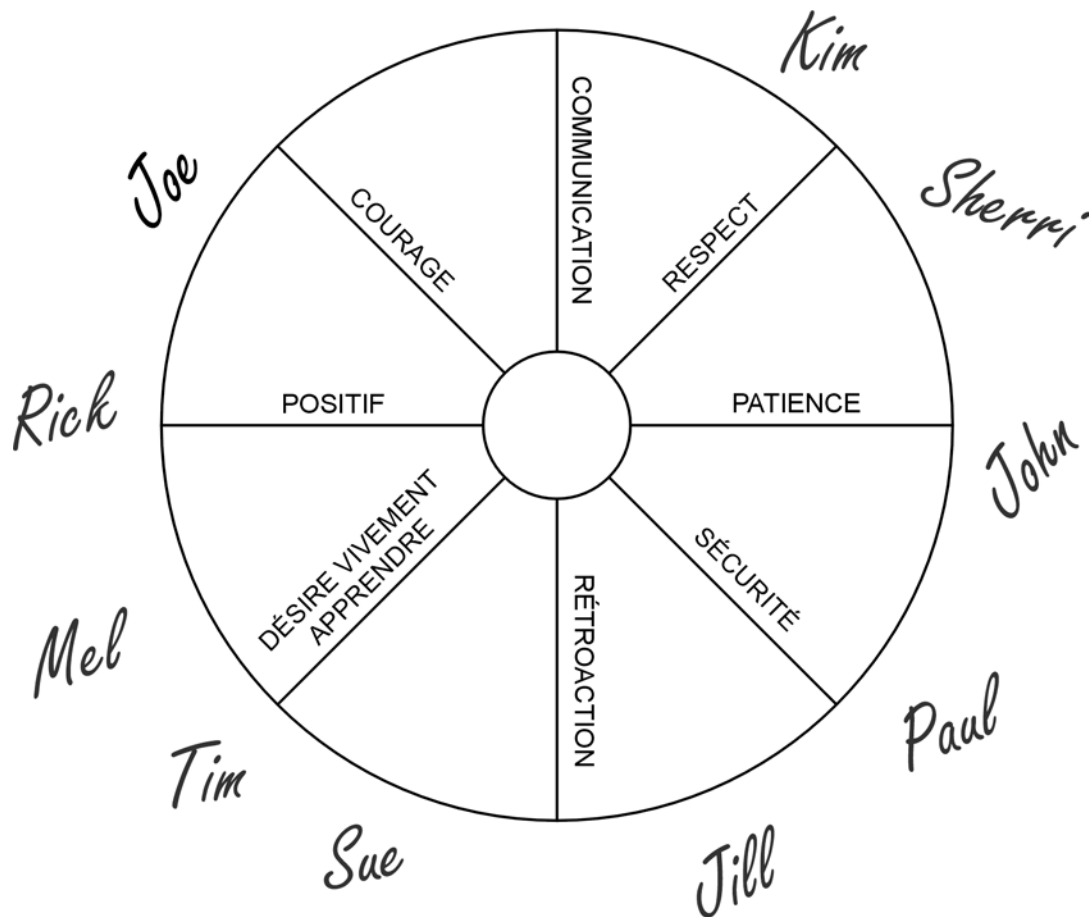 Kim
Sherri
John
Paul
Jill
Sue
Tim
Mel
Rick
Joe
COMMUNICATION
RESPECT
PATIENCE
SÉCURITÉ
RÉTROACTION
DÉSIRE VIVEMENT
APPRENDRE
POSITIF
COURAGE